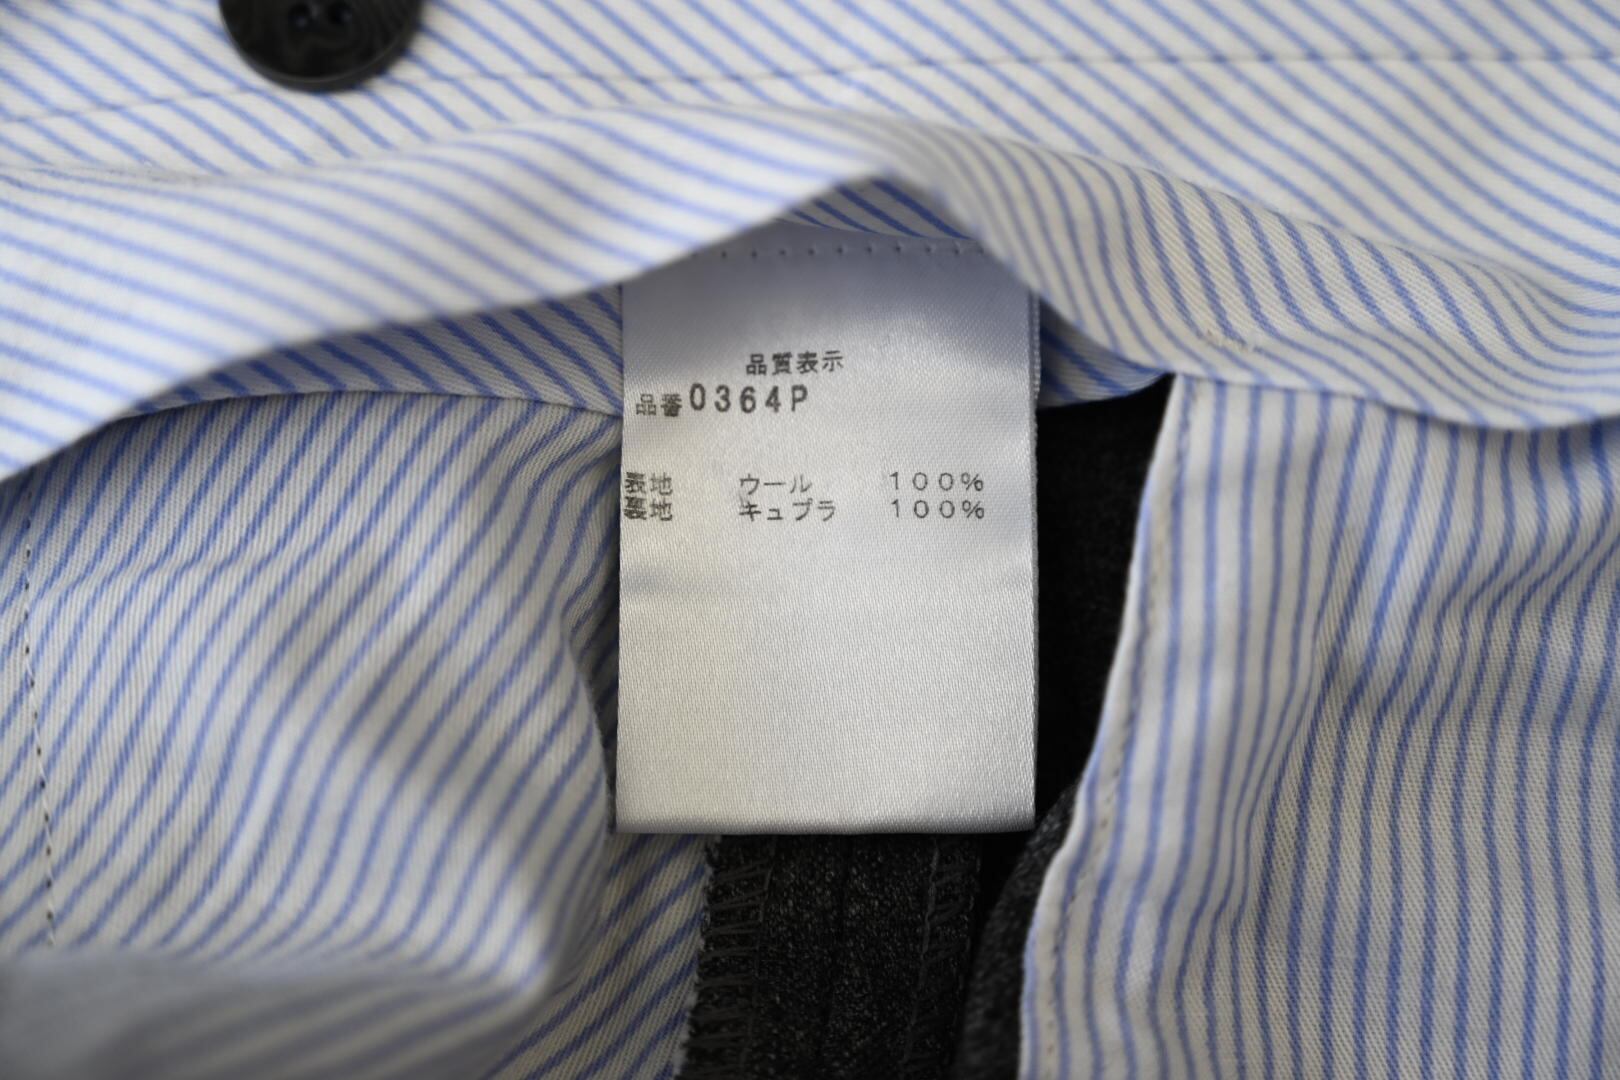 品質表示
品番0364P
表地 ウール 100%
裏地 キュプラ 100%